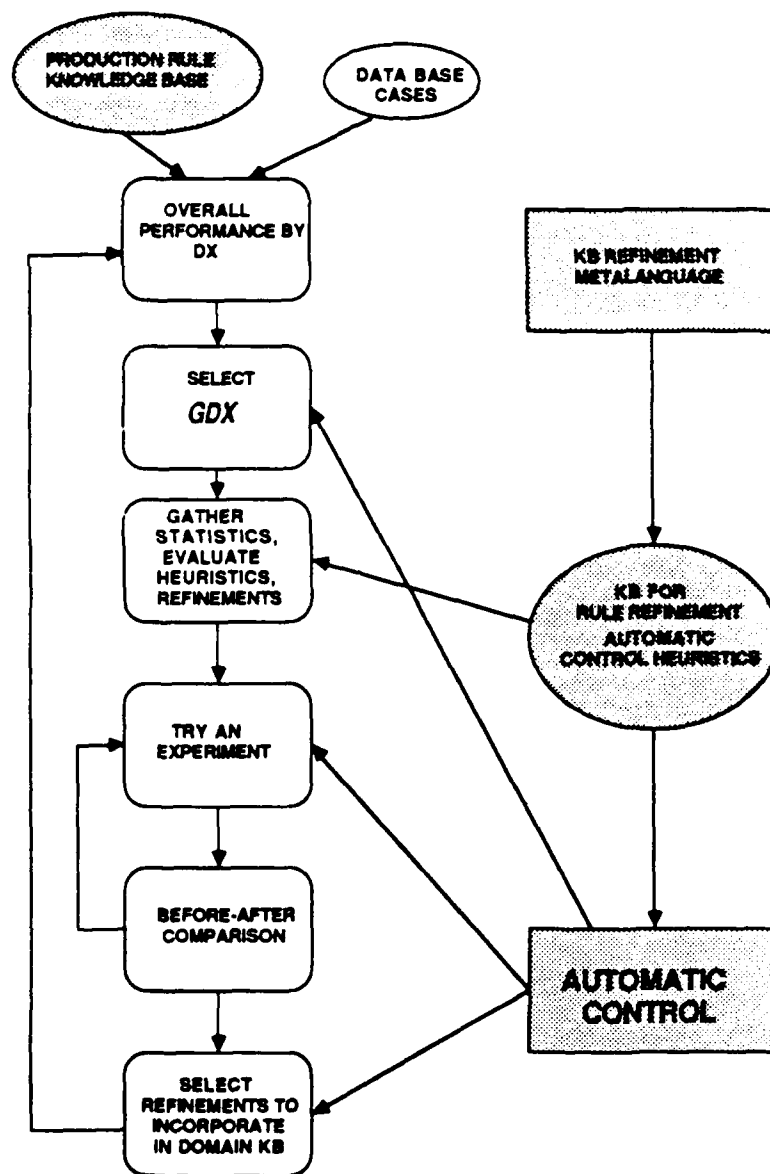 PRODUCTION RULE
KNOWLEDGE BASE
DATA BASE
CASES
OVERALL
PERFORMANCE BY
DX
KB REFINEMENT
METALANGUAGE
SELECT
GDX
GATHER
STATISTICS,
EVALUATE
HEURISTICS,
REFINEMENTS
KB FOR
RULE REFINEMENT
AUTOMATIC
CONTROL HEURISTICS
TRY AN
EXPERIMENT
BEFORE-AFTER
COMPARISON
AUTOMATIC
CONTROL
SELECT
REFINEMENTS TO
INCORPORATE
IN DOMAIN KB